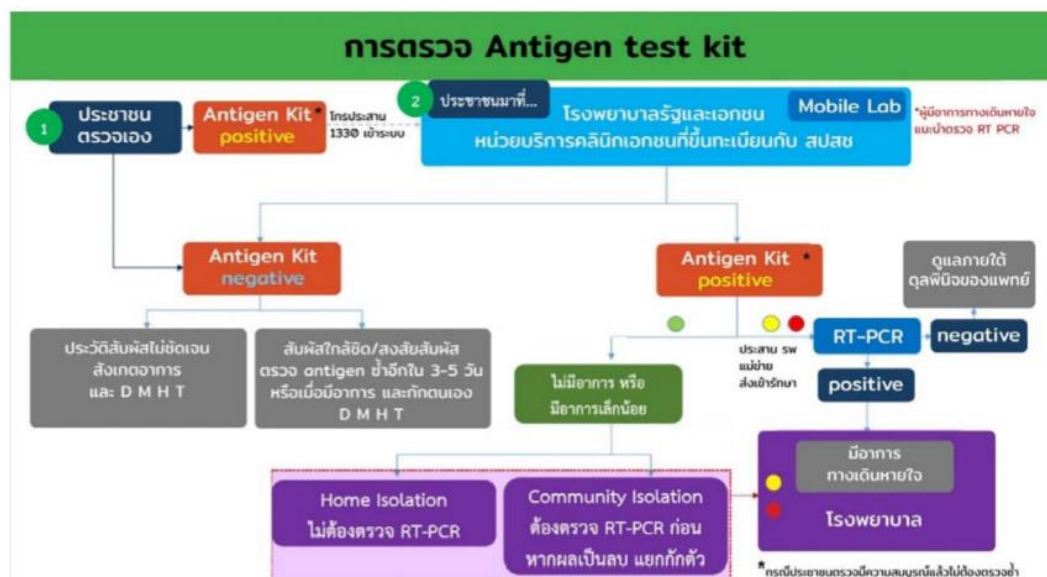 การตรวจ Antigen test kit
1
ประชาชน
ตรวจเอง
Antigen Kit*
positive
โทรประสาน
1330 เข้าระบบ
2
ประชาชนมาที่...
โรงพยาบาลรัฐและเอกชน
Mobile Lab
หน่วยบริการคลินิกเอกชนที่ขึ้นทะเบียนกับ สปสช
*ผู้มีอาการทางเดินหายใจ
แนะนำตรวจ RT PCR
Antigen Kit
negative
Antigen Kit *
positive
ดูแลภายใต้
ดุลพินิจของแพทย์
ประวัติสัมผัสไม่ชัดเจน
สังเกตอาการ
และ D M H T
สัมผัสใกล้ชิด/สงสัยสัมผัส
ตรวจ antigen ซ้ำอีกใน 3-5 วัน
หรือเมื่อมีอาการ และกักตนเอง
D M H T
ประสาน รพ
แม่ข่าย
ส่งเข้ารักษา
RT-PCR
negative
positive
ไม่มีอาการ หรือ
มีอาการเล็กน้อย
Home Isolation
ไม่ต้องตรวจ RT-PCR
Community Isolation
ต้องตรวจ RT-PCR ก่อน
หากผลเป็นลบ แยกกักตัว
มีอาการ
ทางเดินหายใจ
โรงพยาบาล
*กรณีประชาชนตรวจมีความสมบูรณ์แล้วไม่ต้องตรวจซ้ำ